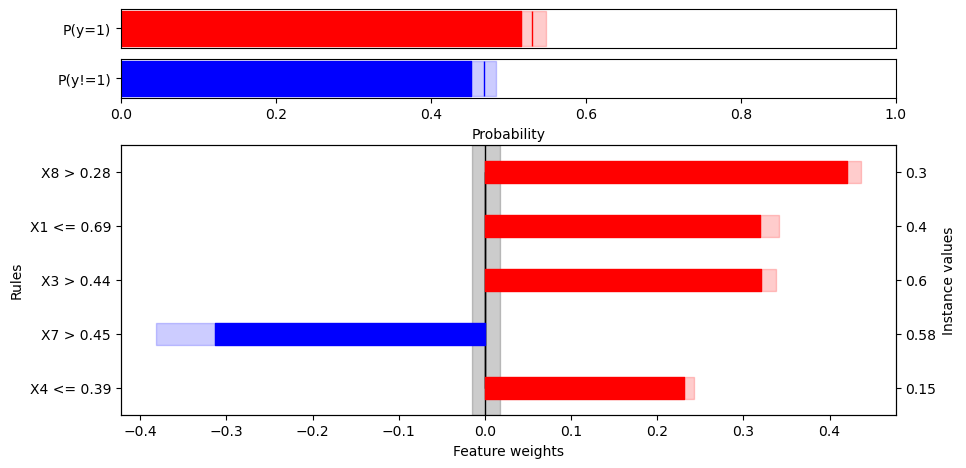 P(y=1)
P(y!=1)
0.0 0.2 0.4 0.6 0.8 1.0
Probability
X8 > 0.28 0.3
X1 <= 0.69 0.4
X3 > 0.44 0.6
X7 > 0.45 0.58
X4 <= 0.39 0.15
Rules
Instance values
−0.4 −0.3 −0.2 −0.1 0.0 0.1 0.2 0.3 0.4
Feature weights